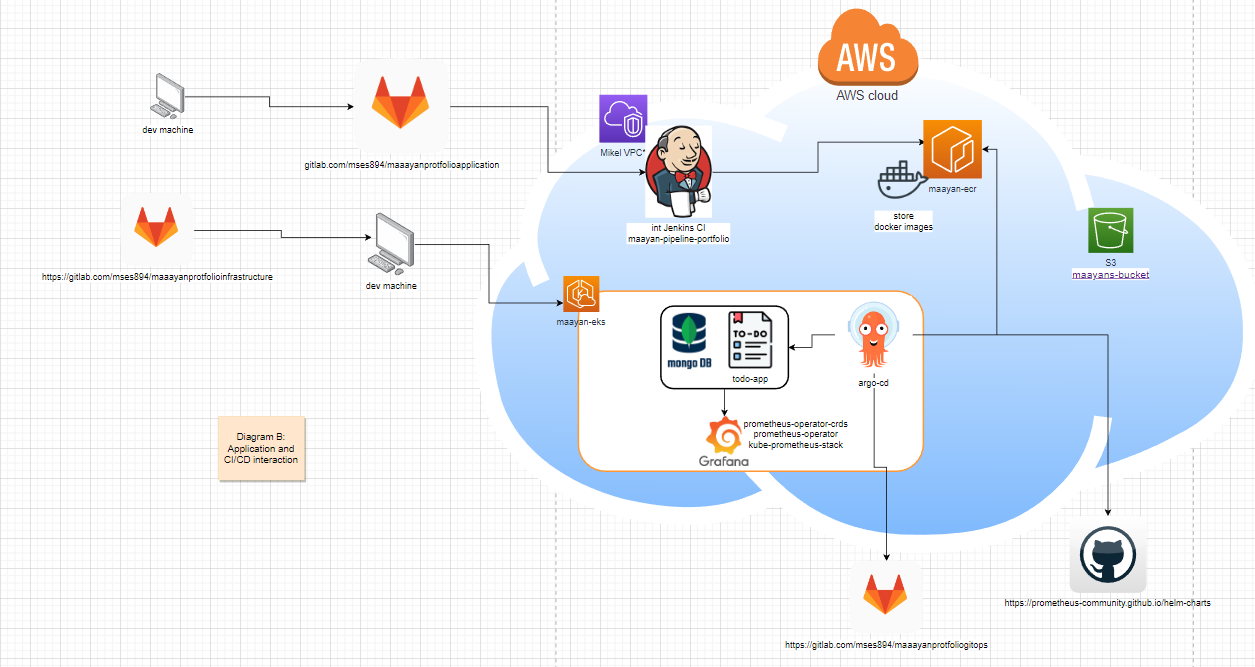 AWS
AWS cloud
dev machine
gitlab.com/mses894/maaayanprotfolioapplication
Mikel VPC*
maayan-ecr
store
docker images
int Jenkins CI
maayan-pipeline-portfolio
S3
maayans-bucket
https://gitlab.com/mses894/maaayanprotfolioinfrastructure
dev machine
maayan-eks
mongo DB
TO-DO
todo-app
argo-cd
prometheus-operator-crds
prometheus-operator
kube-prometheus-stack
Grafana
Diagram B:
Application and
CI/CD interaction
https://prometheus-community.github.io/helm-charts
https://gitlab.com/mses894/maaayanprotfoliogitops